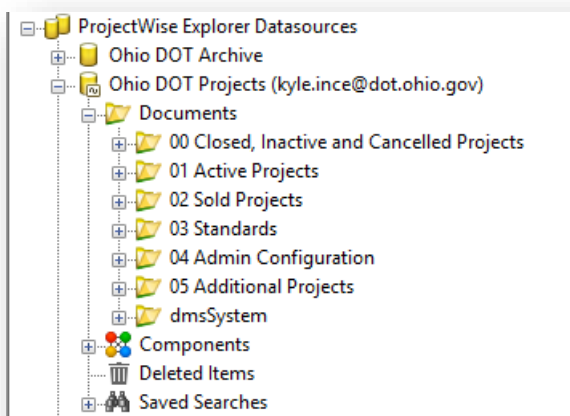 ProjectWise Explorer Datasources
Ohio DOT Archive
Ohio DOT Projects (kyle.ince@dot.ohio.gov)
Documents
00 Closed, Inactive and Cancelled Projects
01 Active Projects
02 Sold Projects
03 Standards
04 Admin Configuration
05 Additional Projects
dmsSystem
Components
Deleted Items
Saved Searches